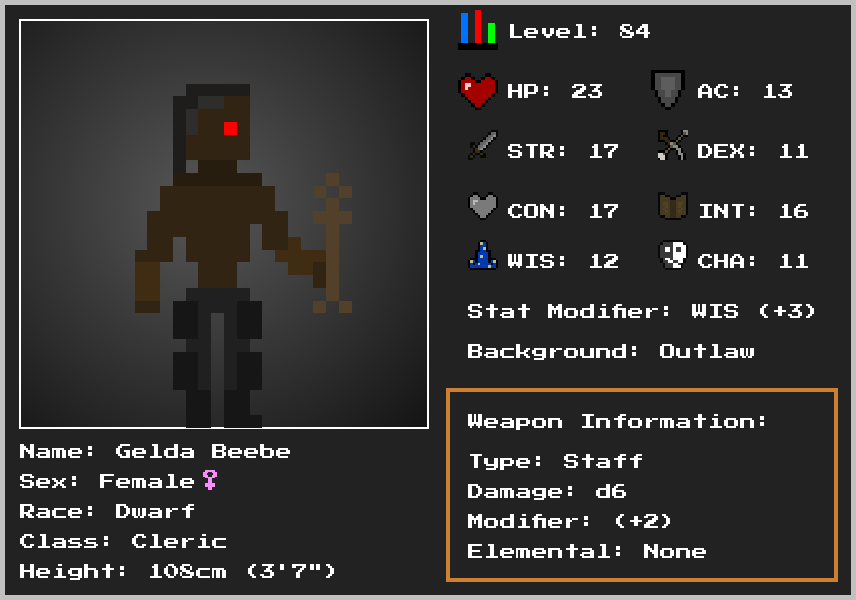 Level: 84
HP: 23
AC: 13
STR: 17
DEX: 11
CON: 17
INT: 16
WIS: 12
CHA: 11
Stat Modifier: WIS (+3)
Background: Outlaw
Weapon Information:
Type: Staff
Damage: d6
Modifier: (+2)
Elemental: None
Name: Gelda Beebe
Sex: Female♀
Race: Dwarf
Class: Cleric
Height: 108cm (3'7")